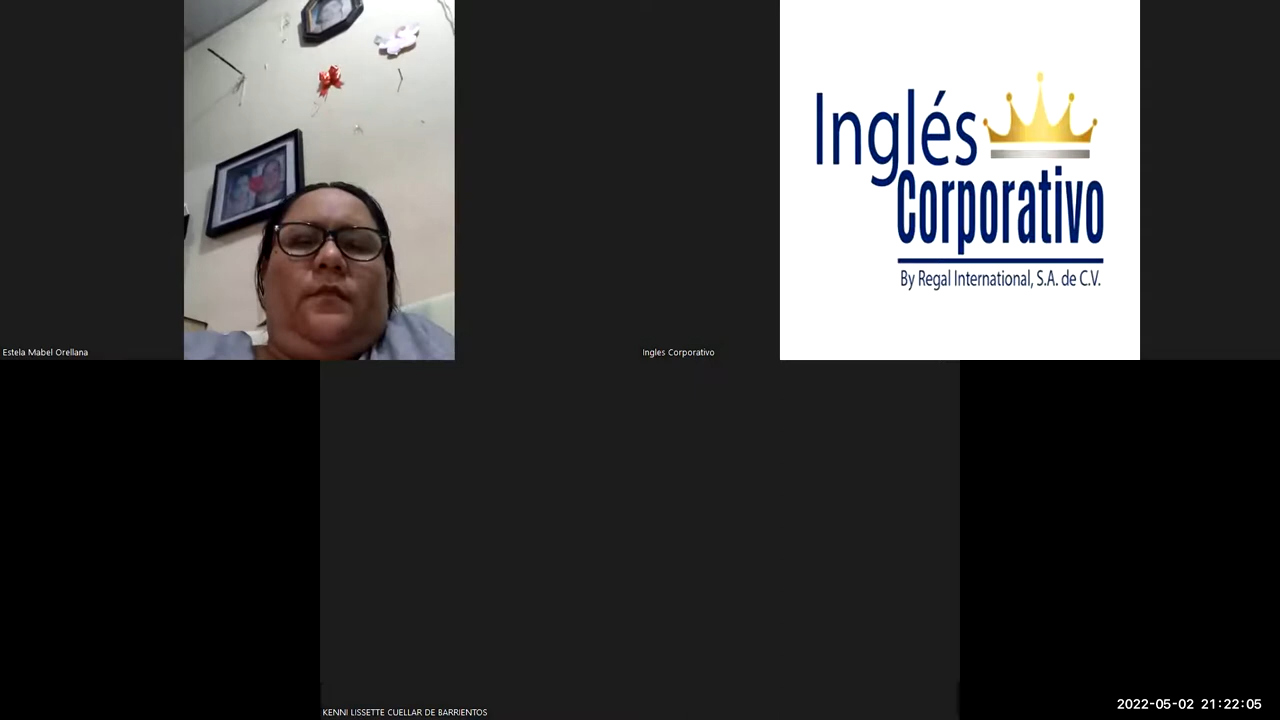 Inglés
Corporativo
By Regal International, S.A. de C.V.
Estela Mabel Orellana
Ingles Corporativo
KENNI LISSETTE CUELLAR DE BARRIENTOS
2022-05-02 21:22:05